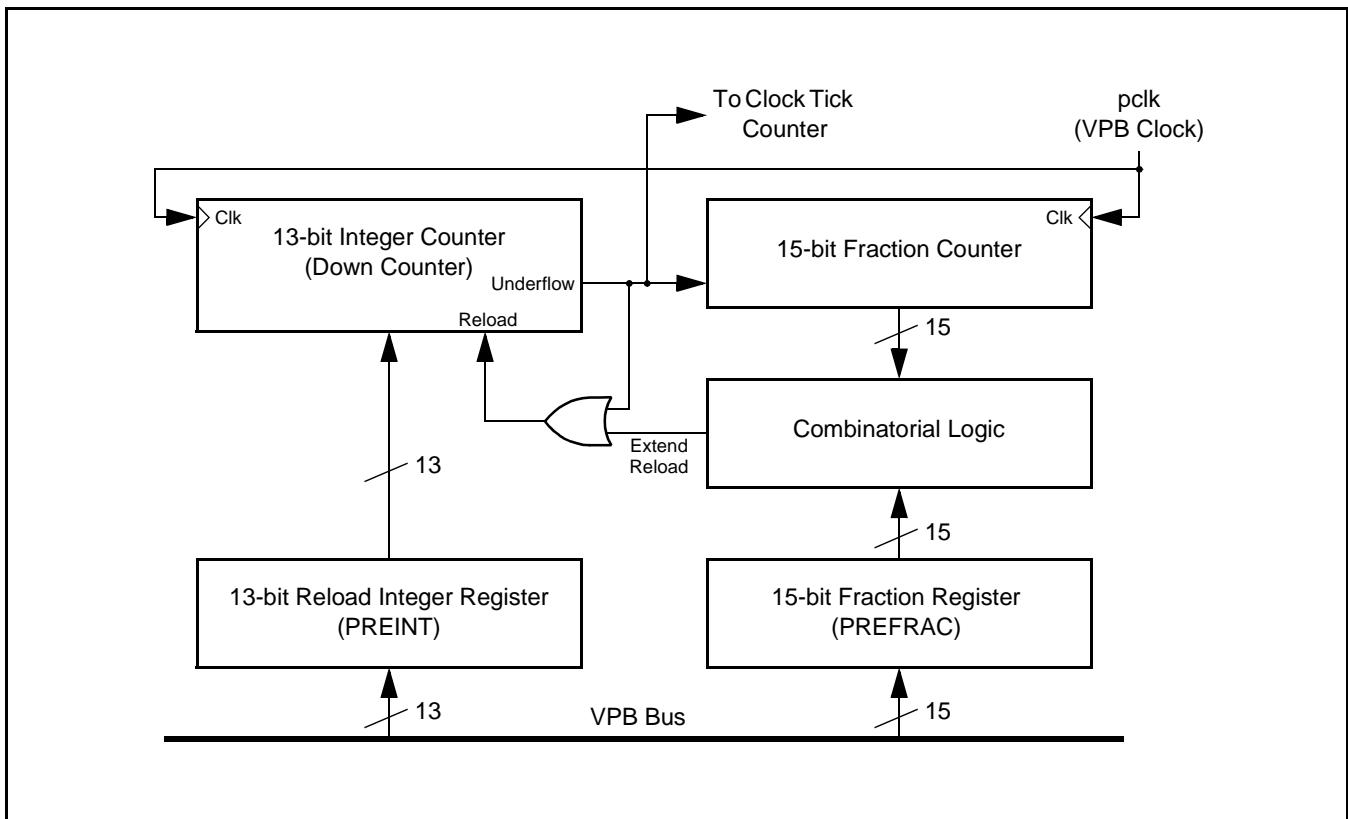 To Clock Tick
Counter
pclk
(VPB Clock)
Clk
13-bit Integer Counter
(Down Counter)
Underflow
Reload
Clk
15-bit Fraction Counter
15
Combinatorial Logic
Extend
Reload
13
15
13-bit Reload Integer Register
(PREINT)
15-bit Fraction Register
(PREFRAC)
13
VPB Bus
15